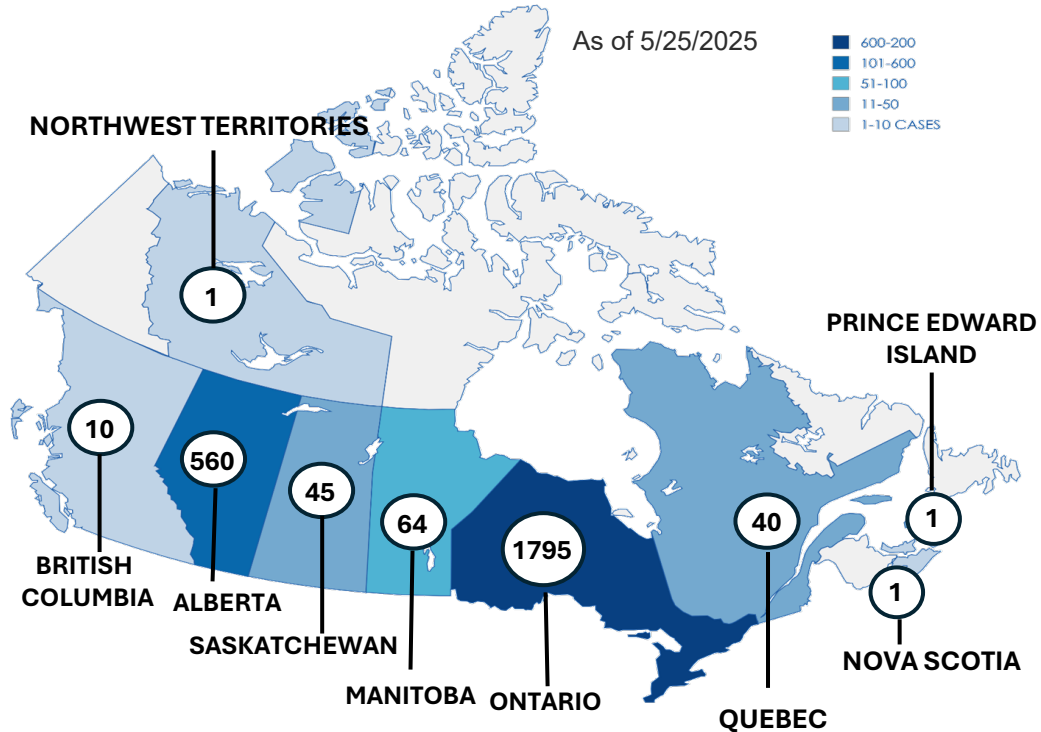 As of 5/25/2025
600-200
101-600
51-100
11-50
1-10 CASES
NORTHWEST TERRITORIES
1
PRINCE EDWARD
ISLAND
10
560
45
64
1795
40
1
1
BRITISH
COLUMBIA
ALBERTA
SASKATCHEWAN
MANITOBA
ONTARIO
QUEBEC
NOVA SCOTIA